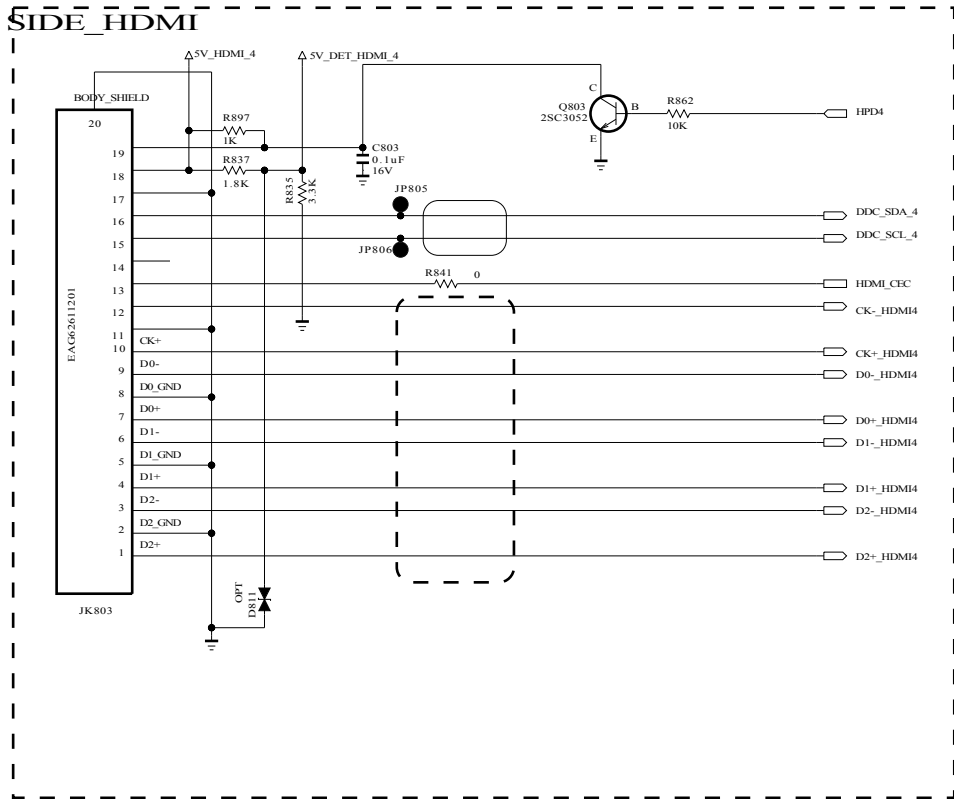 SIDE_HDMI
5V_HDMI_4
5V_DET_HDMI_4
BODY_SHIELD
20
R897
1K
C
Q803
2SC3052
B
E
R862
10K
HPD4
19
C803
0.1uF
16V
18
R837
1.8K
R835
3.3K
17
JP805
16
DDC_SDA_4
15
DDC_SCL_4
JP806
14
R841
0
13
HDMI_CEC
12
CK-_HDMI4
EAG62611201
11
CK+
10
CK+_HDMI4
D0-
9
D0-_HDMI4
D0_GND
8
D0+
7
D0+_HDMI4
D1-
6
D1-_HDMI4
D1_GND
5
D1+
4
D1+_HDMI4
D2-
3
D2-_HDMI4
D2_GND
2
D2+
1
D2+_HDMI4
OPT
D811
JK803